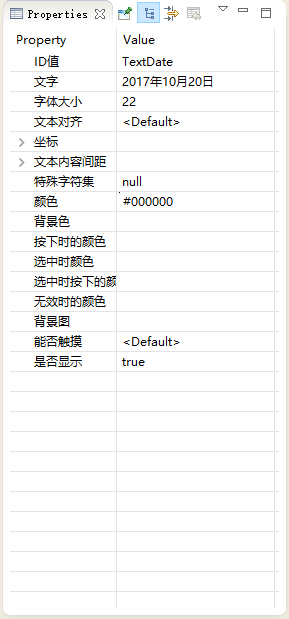 Properties
Property Value
ID值 TextDate
文字 2017年10月20日
字体大小 22
文本对齐 <Default>
坐标
文本内容间距
特殊字符集 null
颜色 #000000
背景色
按下时的颜色
选中时颜色
选中时按下的颜
无效时的颜色
背景图
能否触摸 <Default>
是否显示 true